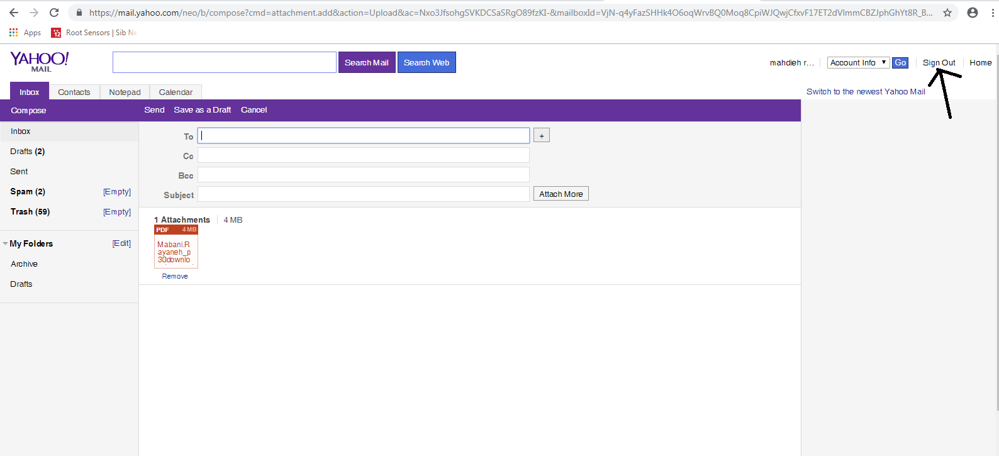 https://mail.yahoo.com/neo/b/compose?cmd=attachment.add&action=Upload&ac=Nxo3JfsohgSVKDCSaSRgO89fzKI-&mailboxId=VjN-q4yFazSHHk4O6oqWrvBQ0Moq8CpiWJQwjCfxvF17ET2dVlmmCBZJphGhYt8R_B...
Apps
12
Root Sensors | Sib Ne
YAHOO!
MAIL
Search Mail
Search Web
mahdieh r...
Account Info
Go
Sign Out
Home
Inbox
Contacts
Notepad
Calendar
Switch to the newest Yahoo Mail
Compose
Send
Save as a Draft
Cancel
Inbox
Drafts (2)
Sent
Spam (2) [Empty]
Trash (59) [Empty]
My Folders [Edit]
Archive
Drafts
To
+
Cc
Bcc
Subject
Attach More
1 Attachments
4 MB
PDF 4 MB
Mabani.R
ayaneh_p
30downlo
Remove